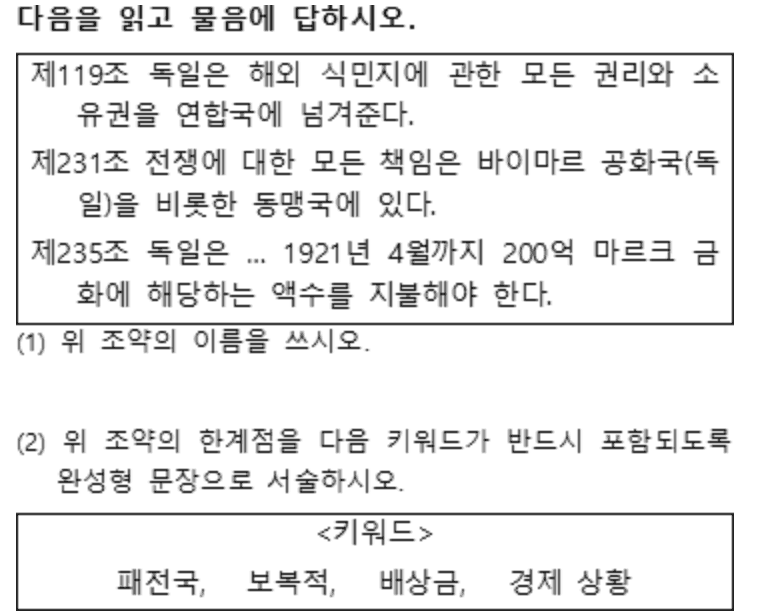 다음을 읽고 물음에 답하시오.
제119조 독일은 해외 식민지에 관한 모든 권리와 소
유권을 연합국에 넘겨준다.
제231조 전쟁에 대한 모든 책임은 바이마르 공화국(독
일)을 비롯한 동맹국에 있다.
제235조 독일은 ... 1921년 4월까지 200억 마르크 금
화에 해당하는 액수를 지불해야 한다.
(1) 위 조약의 이름을 쓰시오.
(2) 위 조약의 한계점을 다음 키워드가 반드시 포함되도록
완성형 문장으로 서술하시오.
<키워드>
패전국, 보복적, 배상금, 경제 상황